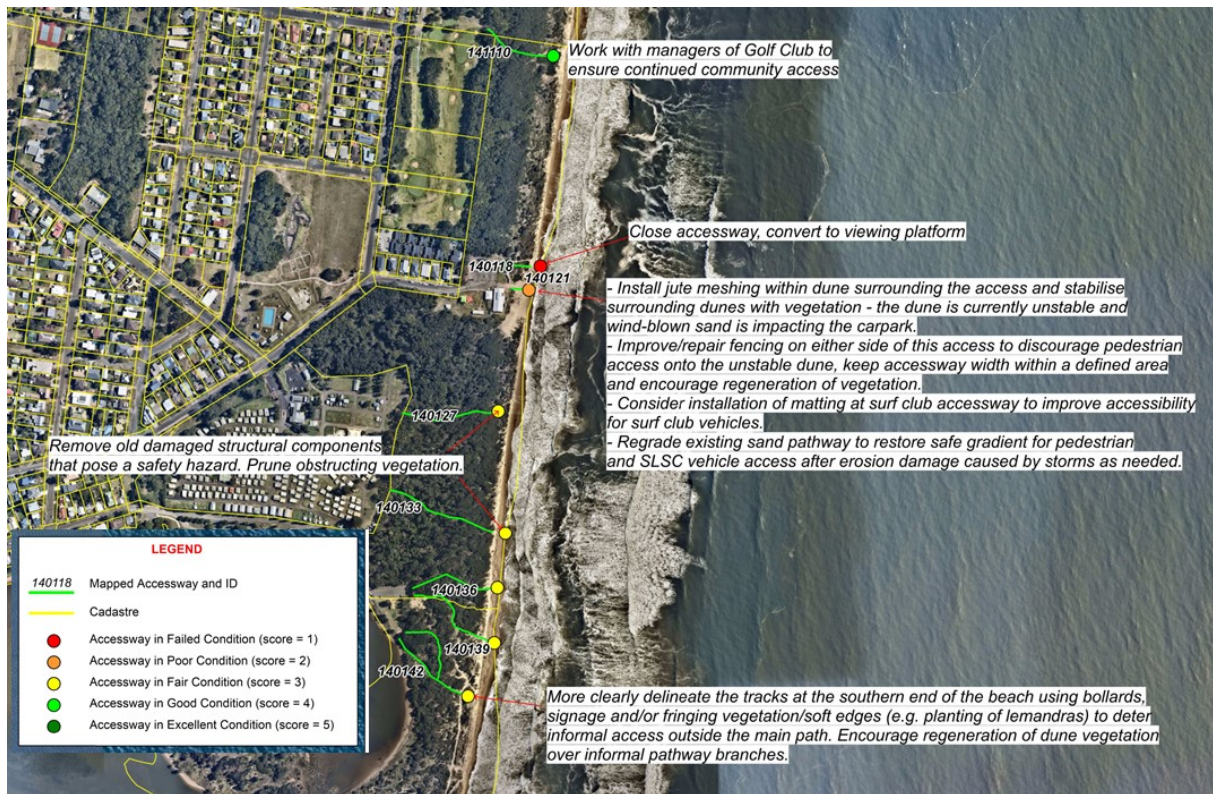 141110
Work with managers of Golf Club to
ensure continued community access
Close accessway, convert to viewing platform
140118
140121
- Install jute meshing within dune surrounding the access and stabilise
surrounding dunes with vegetation - the dune is currently unstable and
wind-blown sand is impacting the carpark.
- Improve/repair fencing on either side of this access to discourage pedestrian
access onto the unstable dune, keep accessway width within a defined area
and encourage regeneration of vegetation.
- Consider installation of matting at surf club accessway to improve accessibility
for surf club vehicles.
- Regrade existing sand pathway to restore safe gradient for pedestrian
and SLSC vehicle access after erosion damage caused by storms as needed.
140127
Remove old damaged structural components
that pose a safety hazard. Prune obstructing vegetation.
140133
140136
140139
140142
LEGEND
140118 Mapped Accessway and ID
Cadastre
Accessway in Failed Condition (score = 1)
Accessway in Poor Condition (score = 2)
Accessway in Fair Condition (score = 3)
Accessway in Good Condition (score = 4)
Accessway in Excellent Condition (score = 5)
More clearly delineate the tracks at the southern end of the beach using bollards,
signage and/or fringing vegetation/soft edges (e.g. planting of lemandras) to deter
informal access outside the main path. Encourage regeneration of dune vegetation
over informal pathway branches.